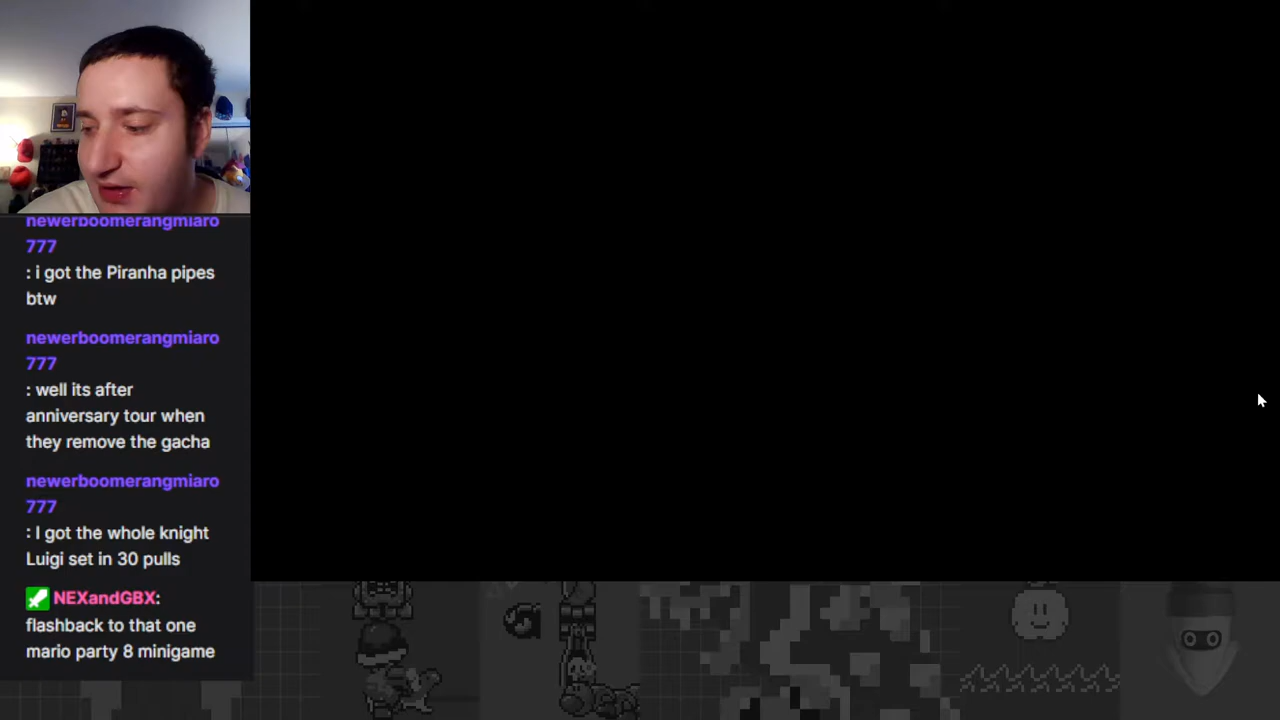 newerboomerangmiaro
777
: i got the Piranha pipes
btw
newerboomerangmiaro
777
: well its after
anniversary tour when
they remove the gacha
newerboomerangmiaro
777
: I got the whole knight
Luigi set in 30 pulls
NEXandGBX:
flashback to that one
mario party 8 minigame